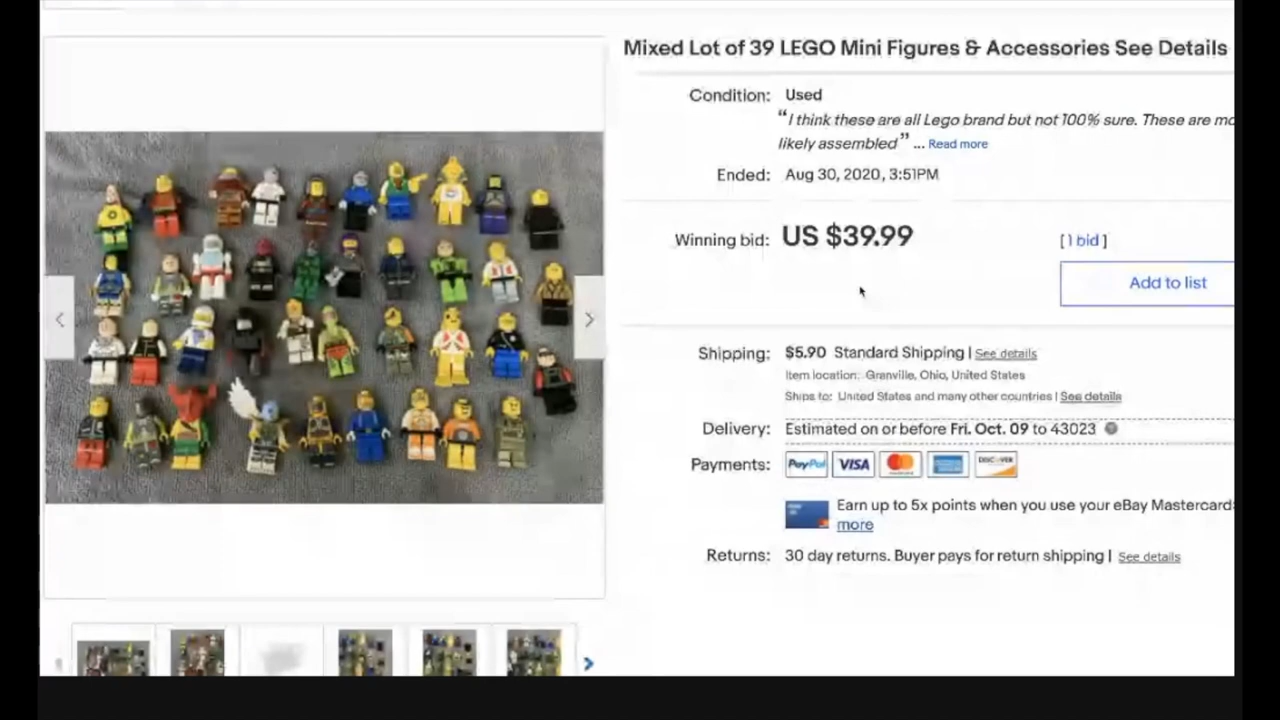 Mixed Lot of 39 LEGO Mini Figures & Accessories See Details
Condition: Used
“I think these are all Lego brand but not 100% sure. These are mo
likely assembled” ... Read more
Ended: Aug 30, 2020, 3:51PM
Winning bid: US $39.99 [ 1 bid ]
Add to list
Shipping: $5.90 Standard Shipping | See details
Item location: Granville, Ohio, United States
Ships to: United States and many other countries | See details
Delivery: Estimated on or before Fri. Oct. 09 to 43023
Payments: PayPal VISA DISCOVER
Earn up to 5x points when you use your eBay Mastercard
more
Returns: 30 day returns. Buyer pays for return shipping | See details